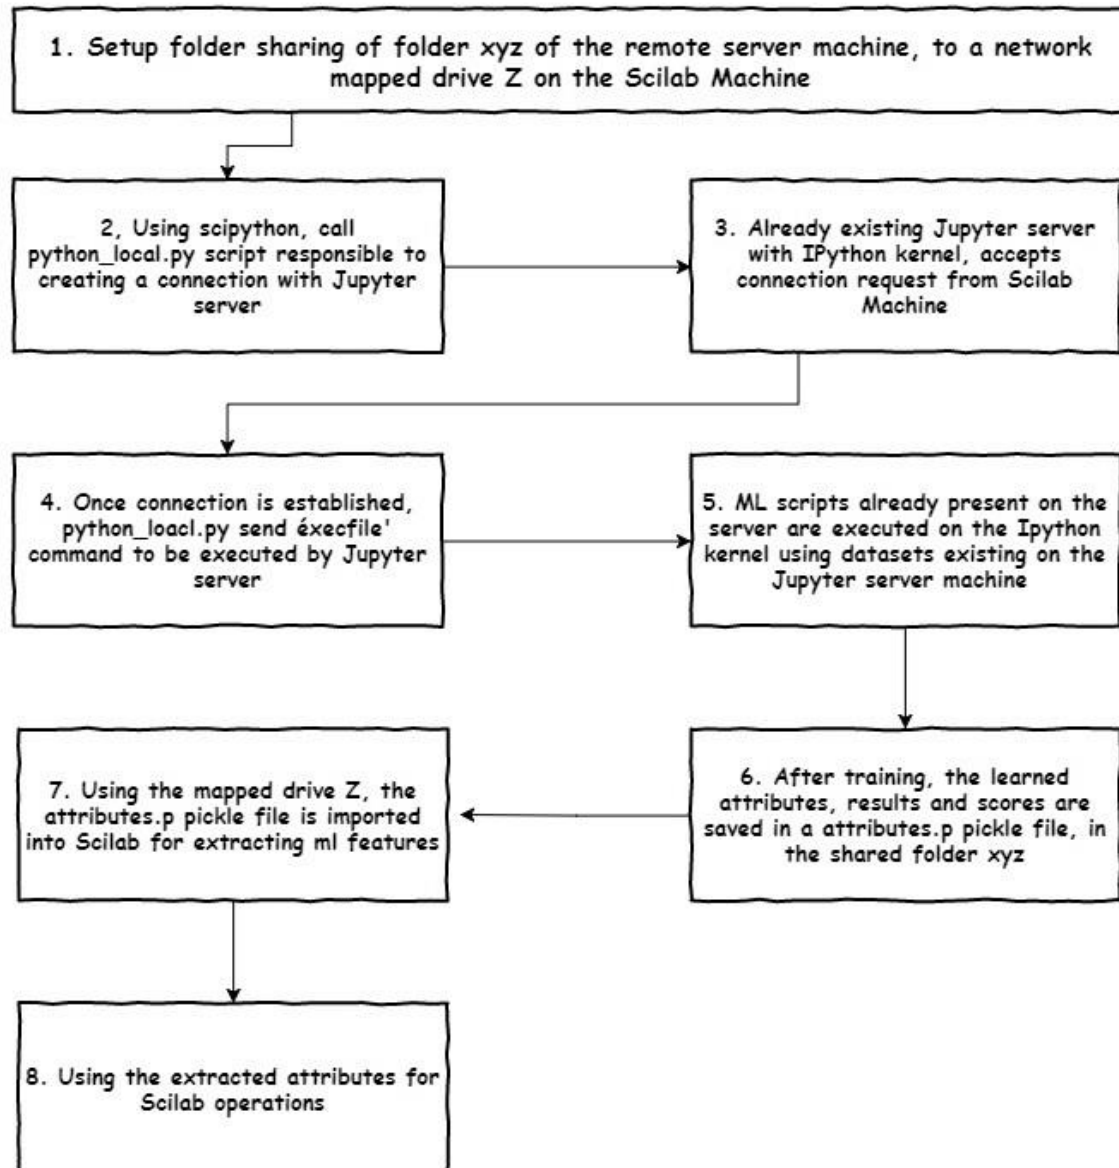 1. Setup folder sharing of folder xyz of the remote server machine, to a network
mapped drive Z on the Scilab Machine
2, Using scipython, call
python_local.py script responsible to
creating a connection with Jupyter
server
3. Already existing Jupyter server
with IPython kernel, accepts
connection request from Scilab
Machine
4. Once connection is established,
python_loacl.py send éxecfile'
command to be executed by Jupyter
server
5. ML scripts already present on the
server are executed on the Ipython
kernel using datasets existing on the
Jupyter server machine
6. After training, the learned
attributes, results and scores are
saved in a attributes.p pickle file, in
the shared folder xyz
7. Using the mapped drive Z, the
attributes.p pickle file is imported
into Scilab for extracting ml features
8. Using the extracted attributes for
Scilab operations